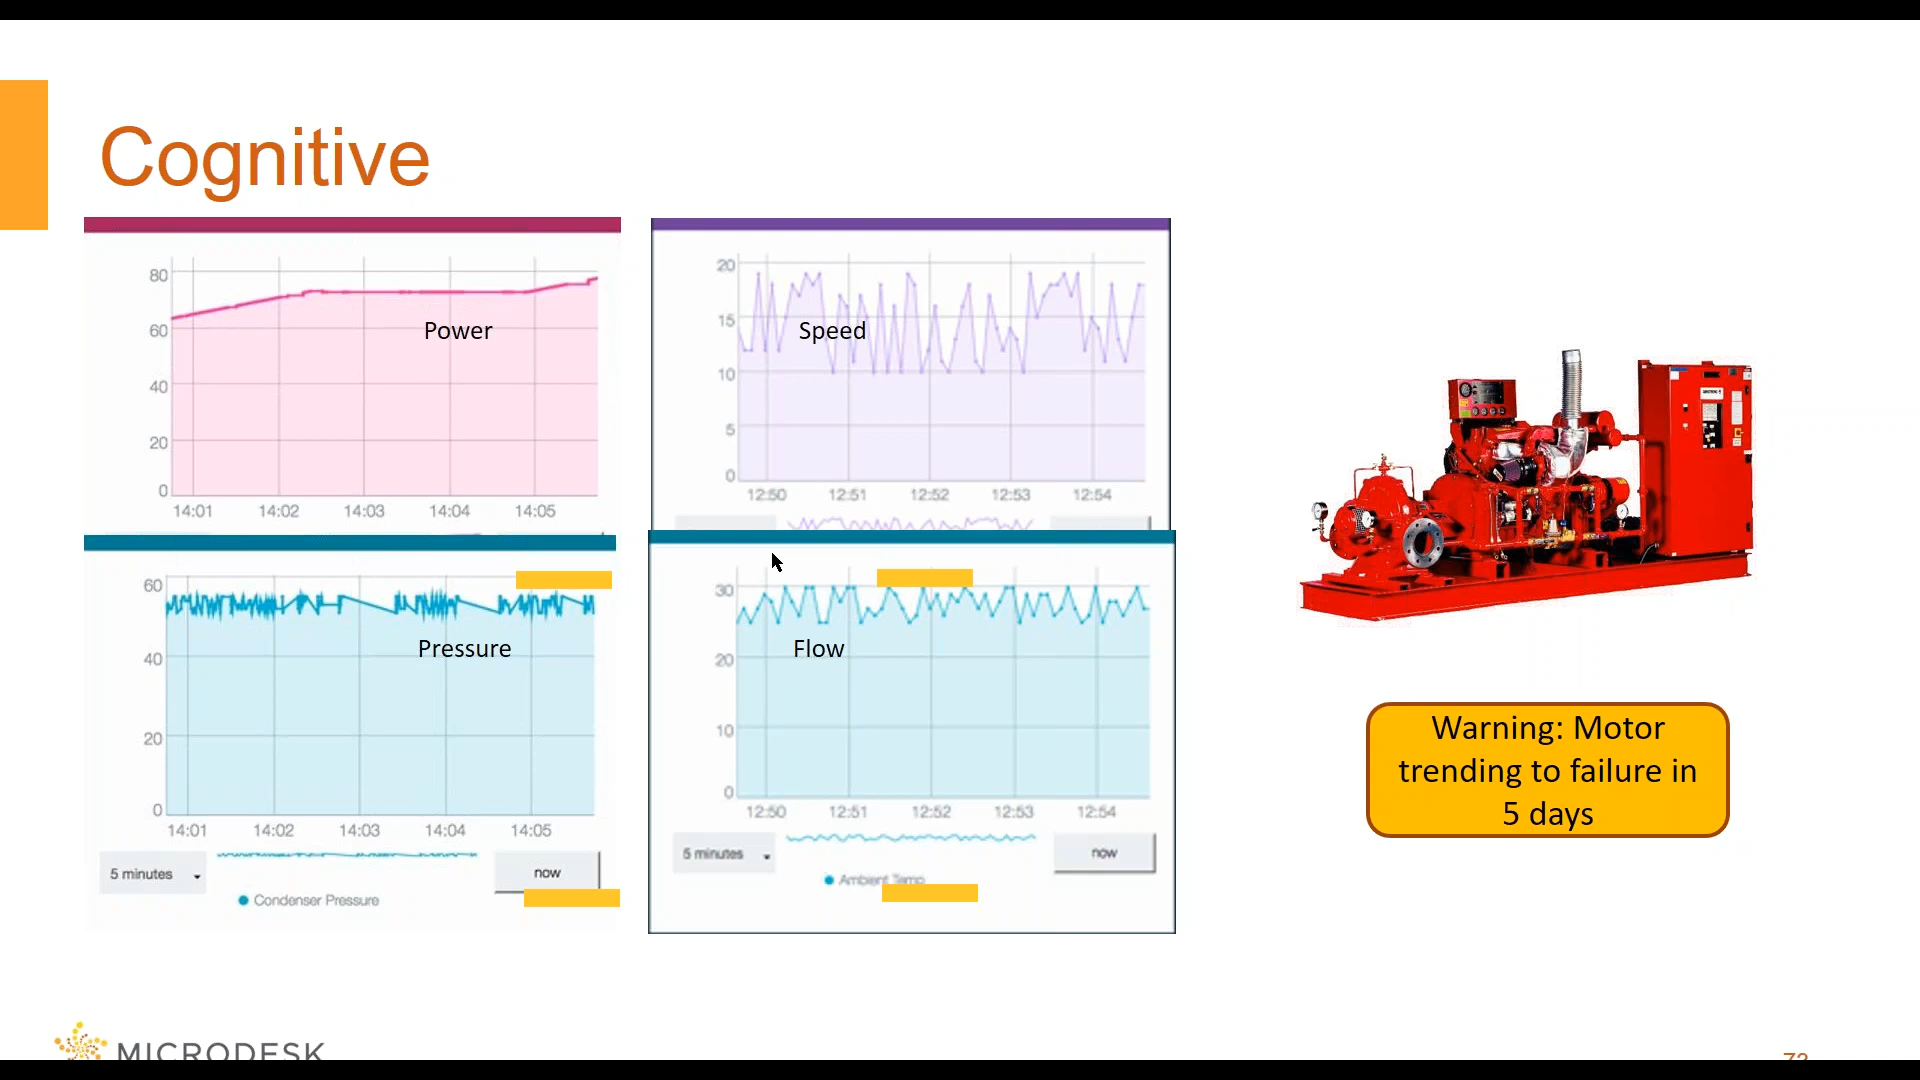 Cognitive
80
60
40
20
0
Power
14:01 14:02 14:03 14:04 14:05
20
15
10
5
0
Speed
12:50 12:51 12:52 12:53 12:54
60
40
20
0
Pressure
14:01 14:02 14:03 14:04 14:05
5 minutes
now
Condenser Pressure
30
20
10
0
Flow
12:50 12:51 12:52 12:53 12:54
5 minutes
now
Ambient Temp
Warning: Motor
trending to failure in
5 days
MICRODESK